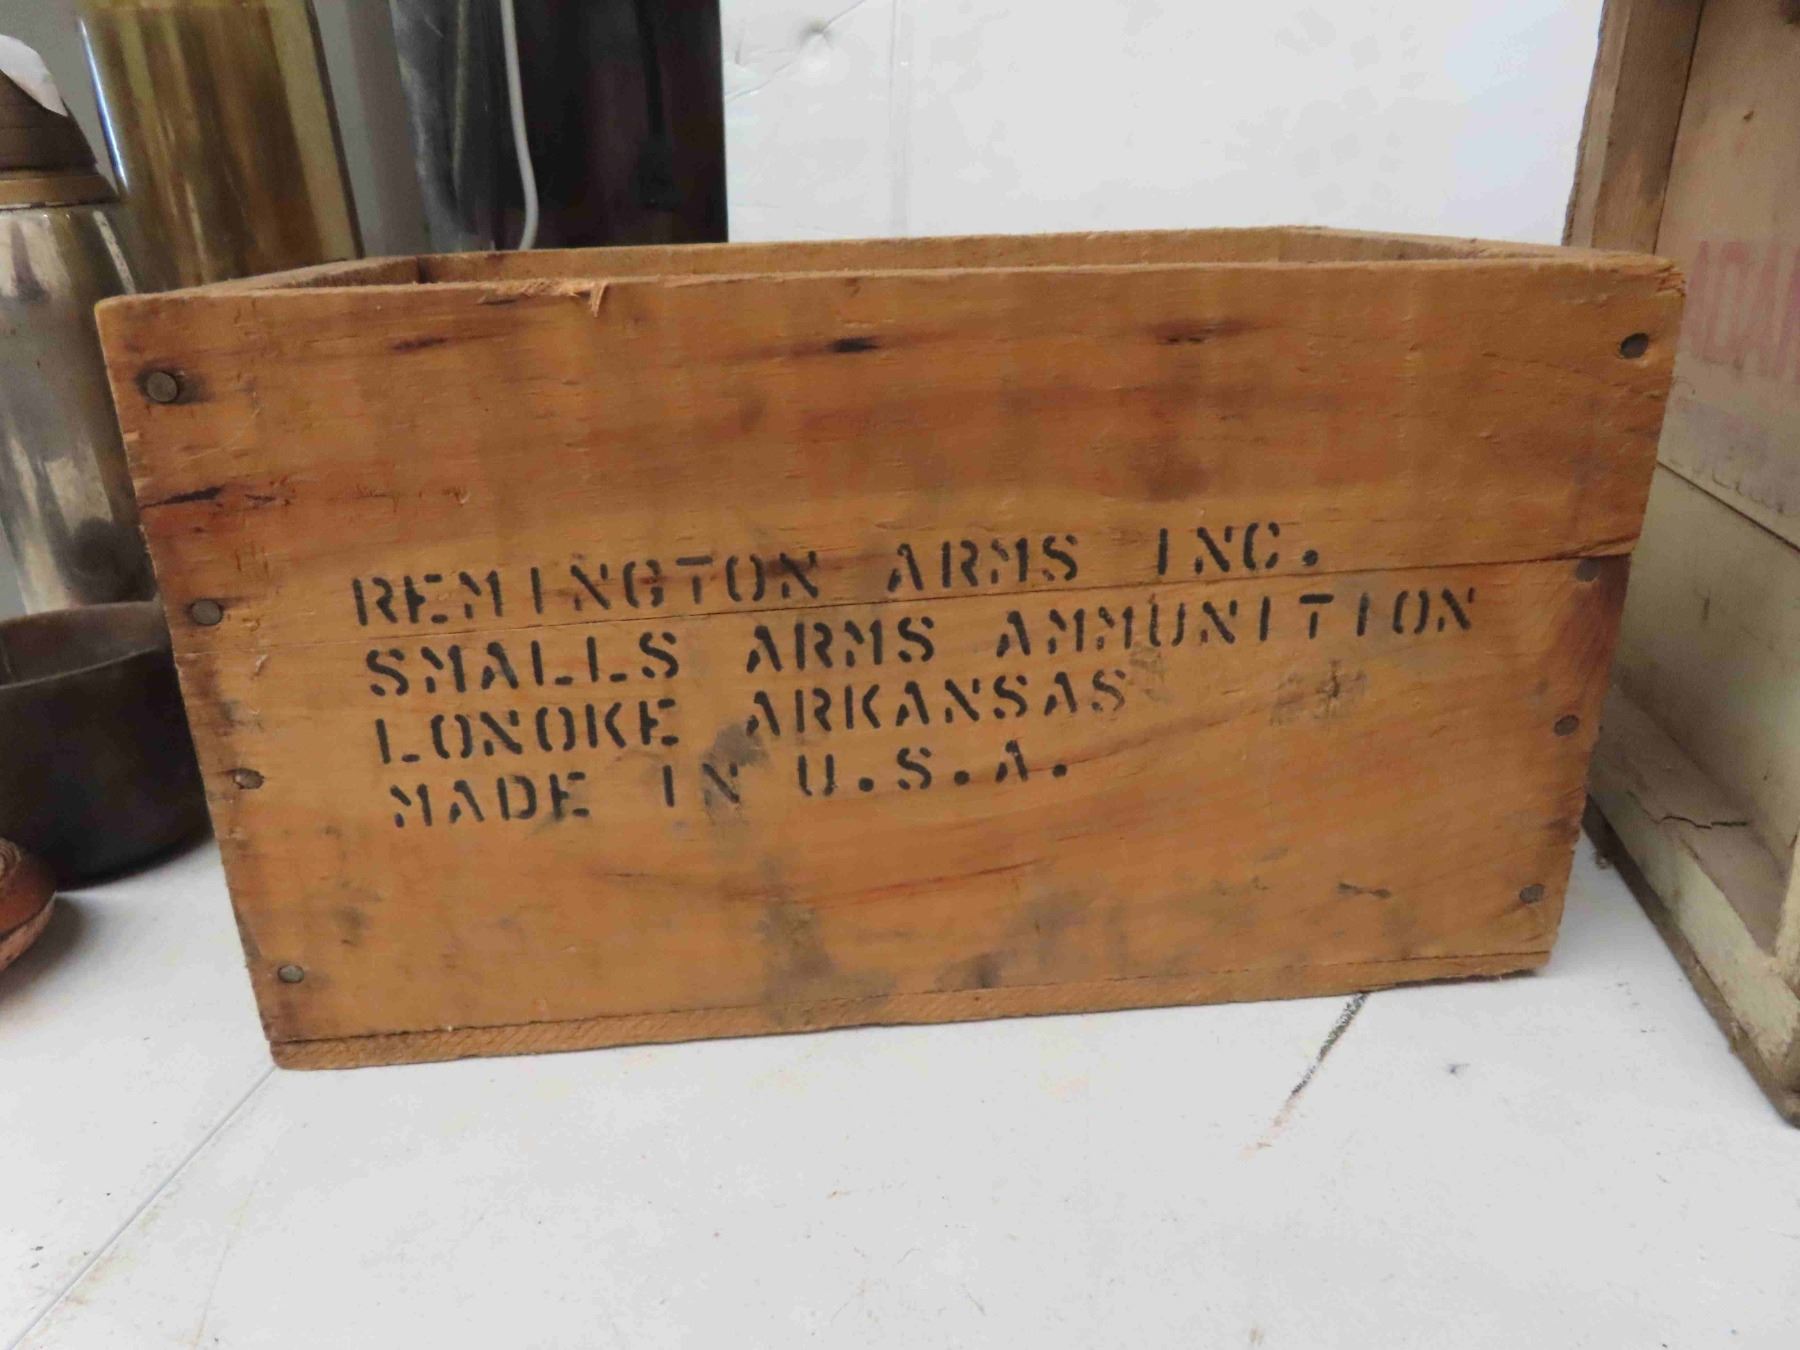 REMINGTON ARMS INC.
SMALLS ARMS AMMUNITION
LONOKE ARKANSAS
MADE IN U.S.A.